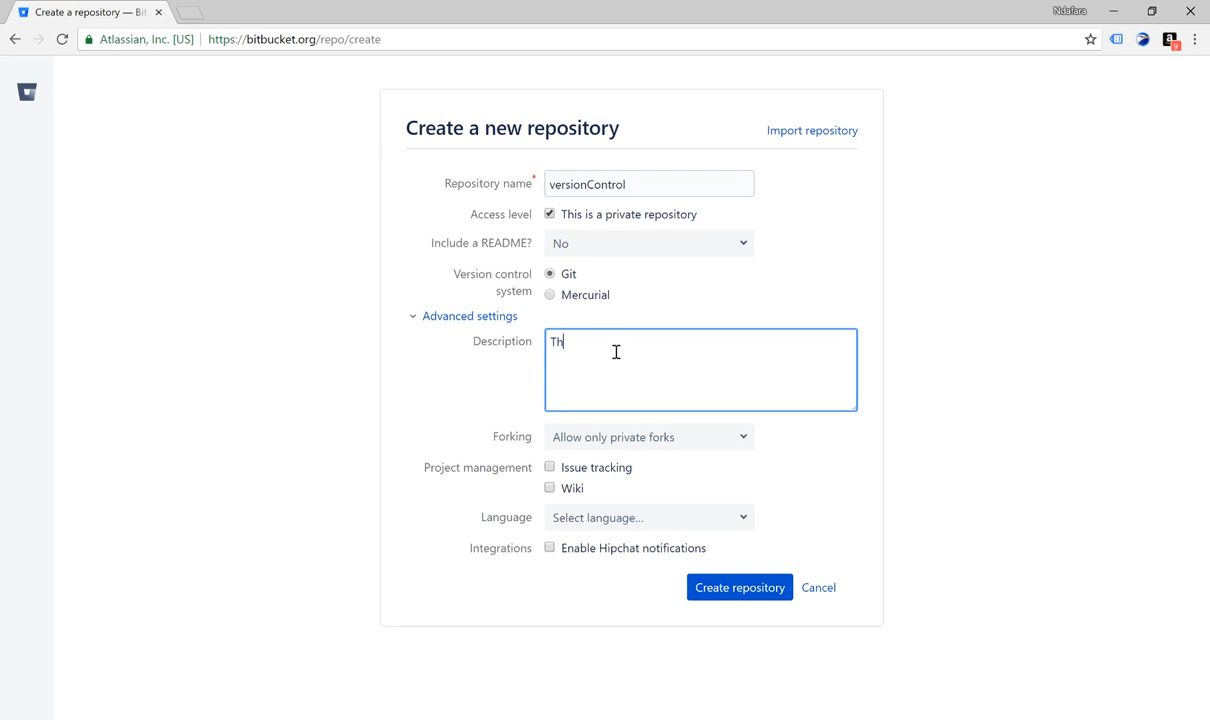 Create a repository — Bit
Ndafara
Atlassian, Inc. [US]
https://bitbucket.org/repo/create
a
9
Create a new repository
Import repository
Repository name*
versionControl
Access level
This is a private repository
Include a README?
No
Version control
system
Git
Mercurial
Advanced settings
Description
Th
Forking
Allow only private forks
Project management
Issue tracking
Wiki
Language
Select language...
Integrations
Enable Hipchat notifications
Create repository
Cancel